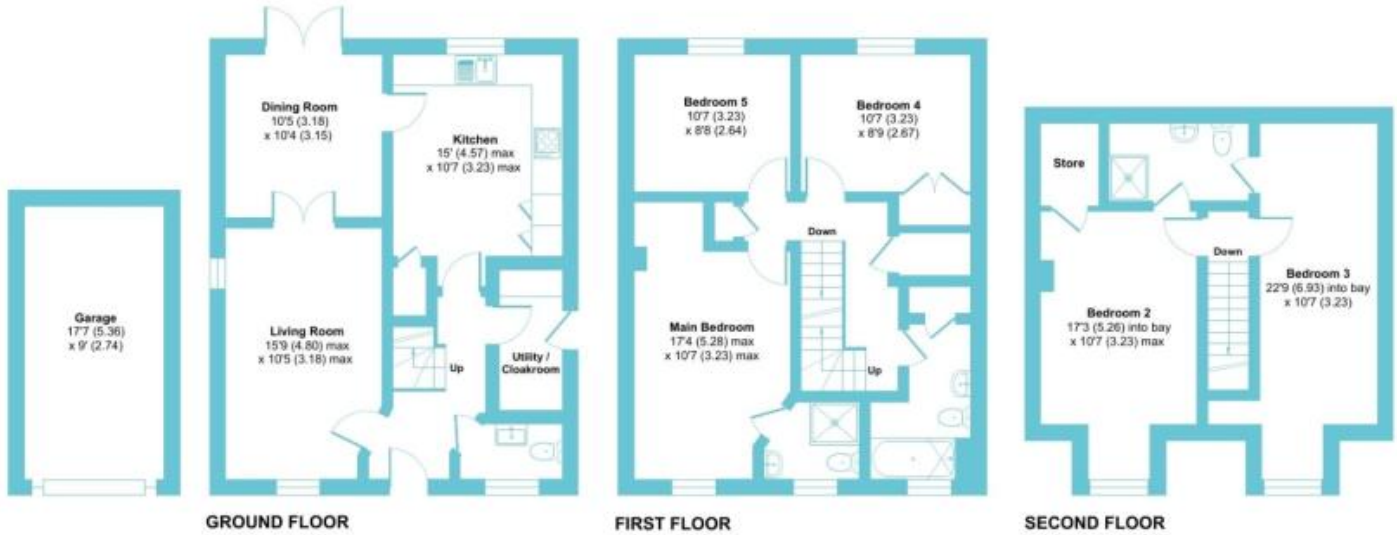 Garage
17'7 (5.36)
x 9' (2.74)
Dining Room
10'5 (3.18)
x 10'4 (3.15)
Kitchen
15' (4.57) max
x 10'7 (3.23) max
Living Room
15'9 (4.80) max
x 10'5 (3.18) max
Up
Utility /
Cloakroom
GROUND FLOOR
Bedroom 5
10'7 (3.23)
x 8'8 (2.64)
Bedroom 4
10'7 (3.23)
x 8'9 (2.67)
Down
Main Bedroom
17'4 (5.28) max
x 10'7 (3.23) max
Up
FIRST FLOOR
Store
Down
Bedroom 3
22'9 (6.93) into bay
x 10'7 (3.23)
Bedroom 2
17'3 (5.26) into bay
x 10'7 (3.23) max
SECOND FLOOR